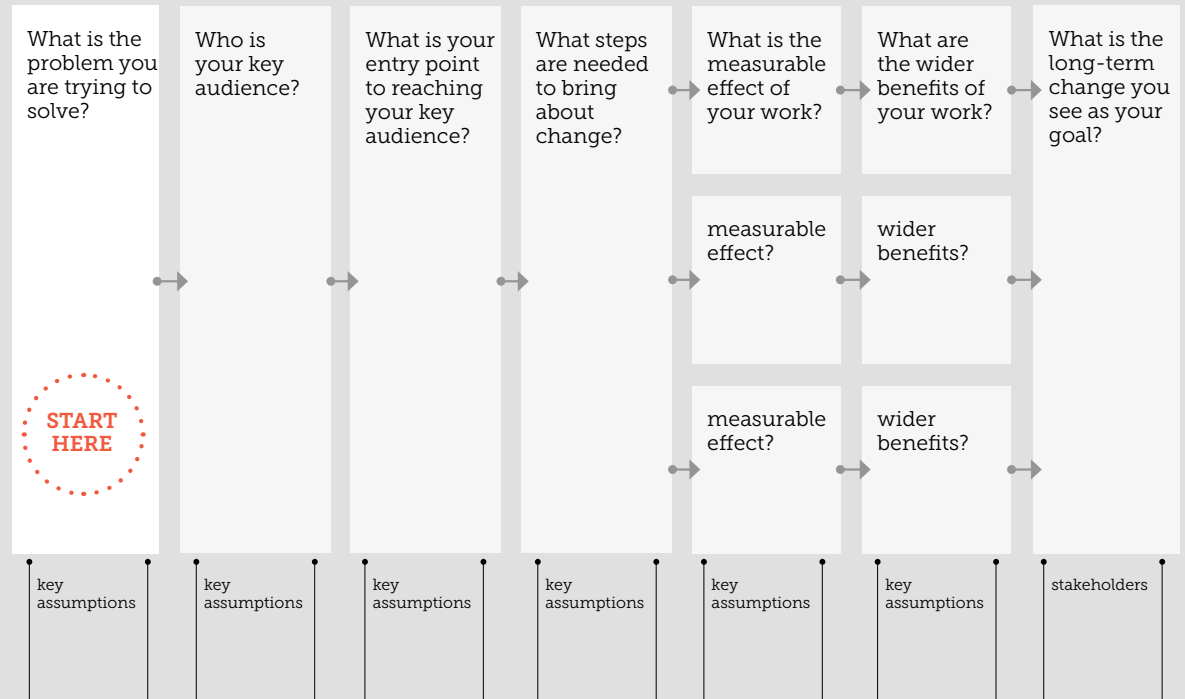 What is the
problem you
are trying to
solve?
START
HERE
key
assumptions
Who is
your key
audience?
key
assumptions
What is your
entry point
to reaching
your key
audience?
key
assumptions
What steps
are needed
to bring
about
change?
key
assumptions
What is the
measurable
effect of
your work?
measurable
effect?
measurable
effect?
key
assumptions
What are
the wider
benefits of
your work?
wider
benefits?
wider
benefits?
key
assumptions
What is the
long-term
change you
see as your
goal?
stakeholders